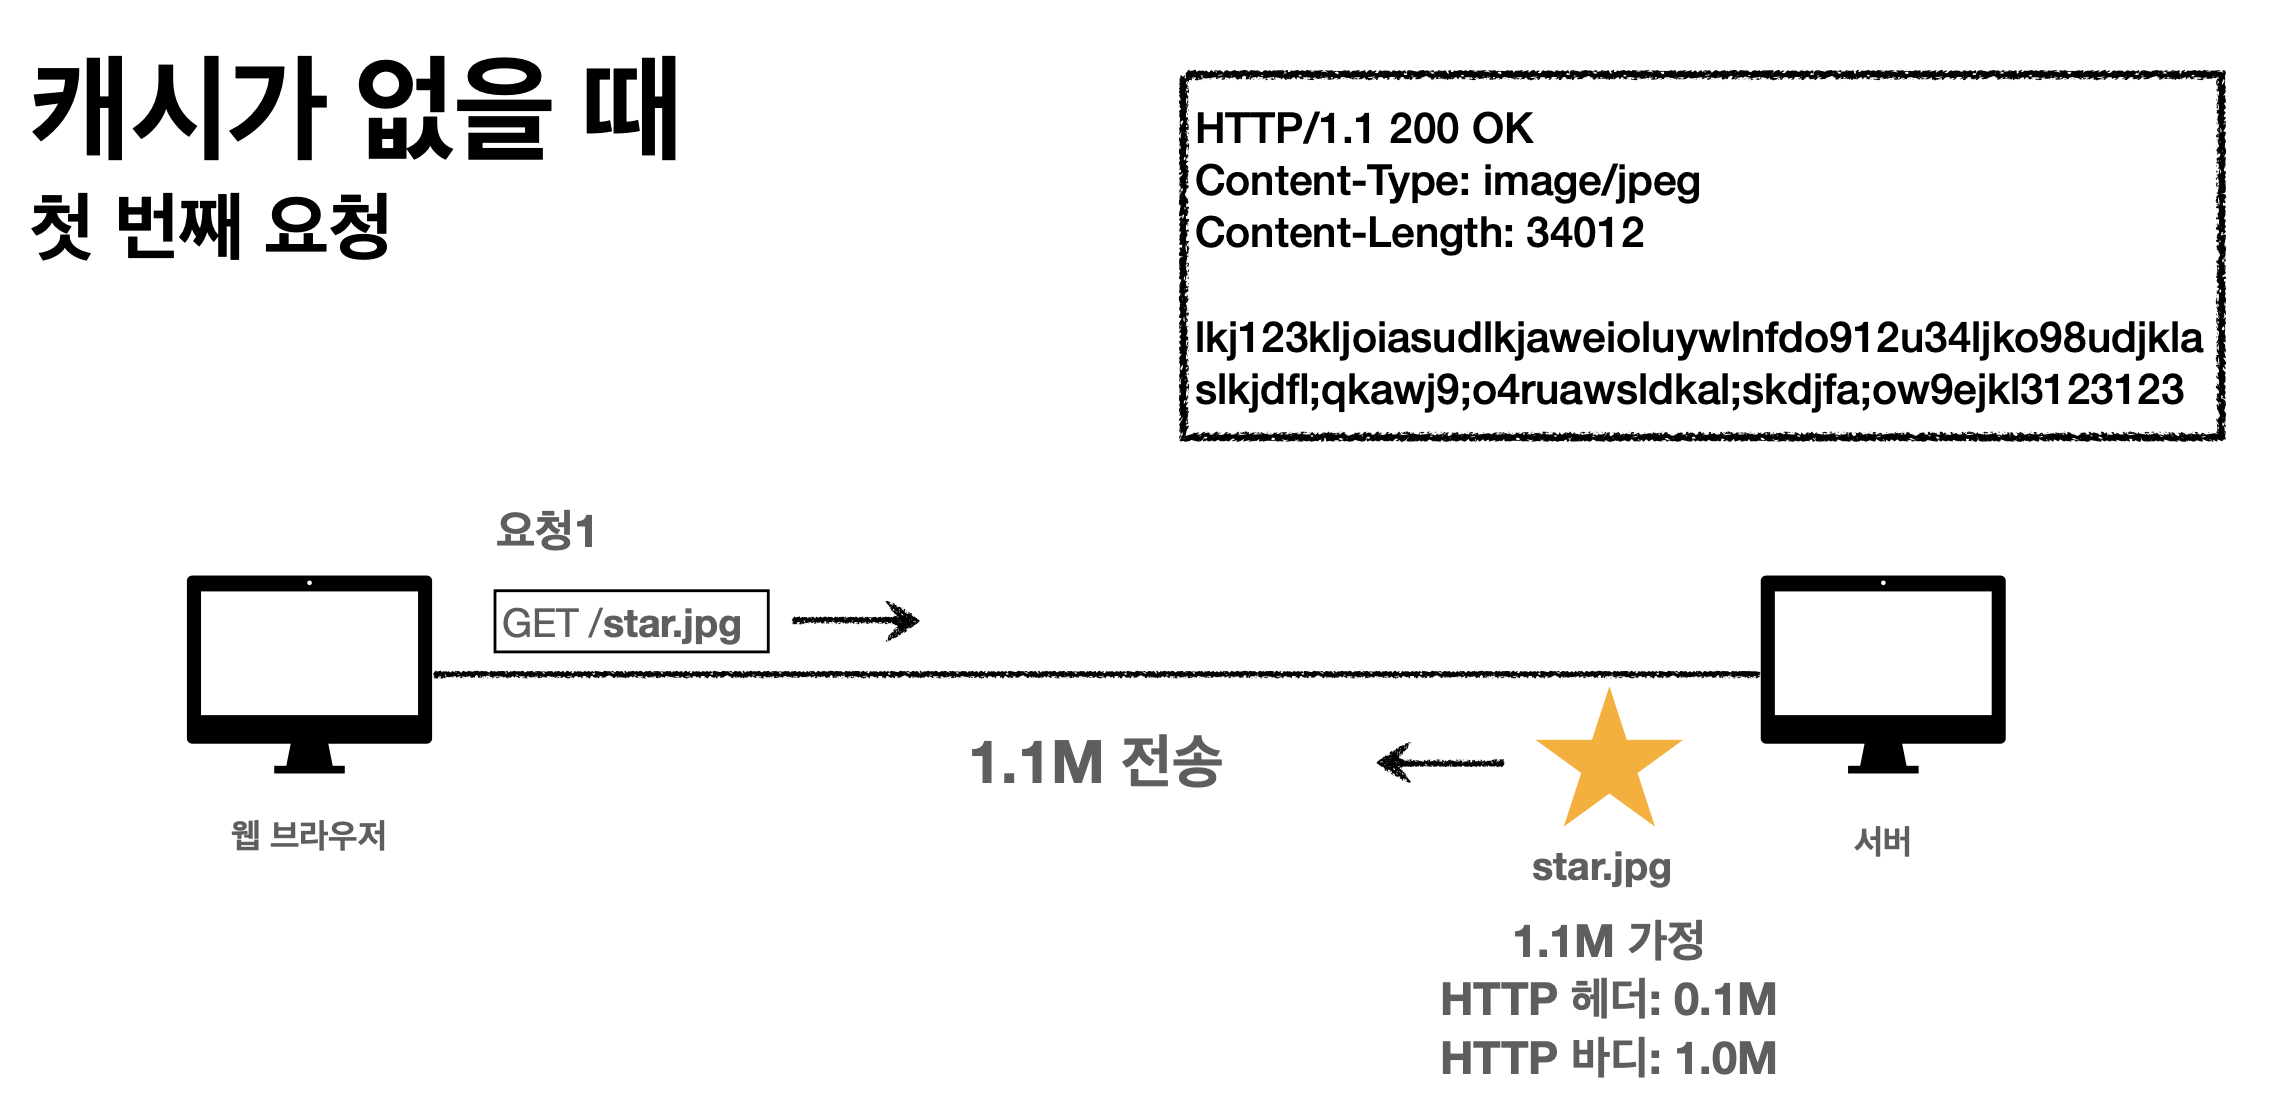 캐시가 없을 때
첫 번째 요청
HTTP/1.1 200 OK
Content-Type: image/jpeg
Content-Length: 34012
lkj123kljoiasudlkjaweioluywlnfdo912u34ljko98udjkla
slkjdfl;qkawj9;o4ruawsldkal;skdjfa;ow9ejkl3123123
요청1
GET /star.jpg
1.1M 전송
웹 브라우저
서버
star.jpg
1.1M 가정
HTTP 헤더: 0.1M
HTTP 바디: 1.0M